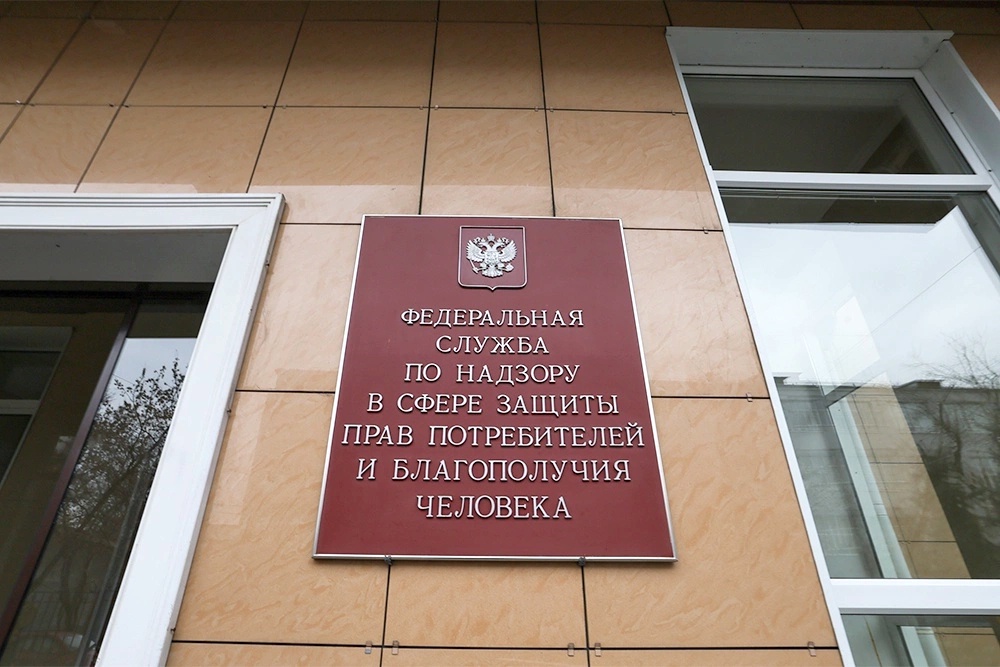 ФЕДЕРАЛЬНАЯ
СЛУЖБА
ПО НАДЗОРУ
В СФЕРЕ ЗАЩИТЫ
ПРАВ ПОТРЕБИТЕЛЕЙ
И БЛАГОПОЛУЧИЯ
ЧЕЛОВЕКА